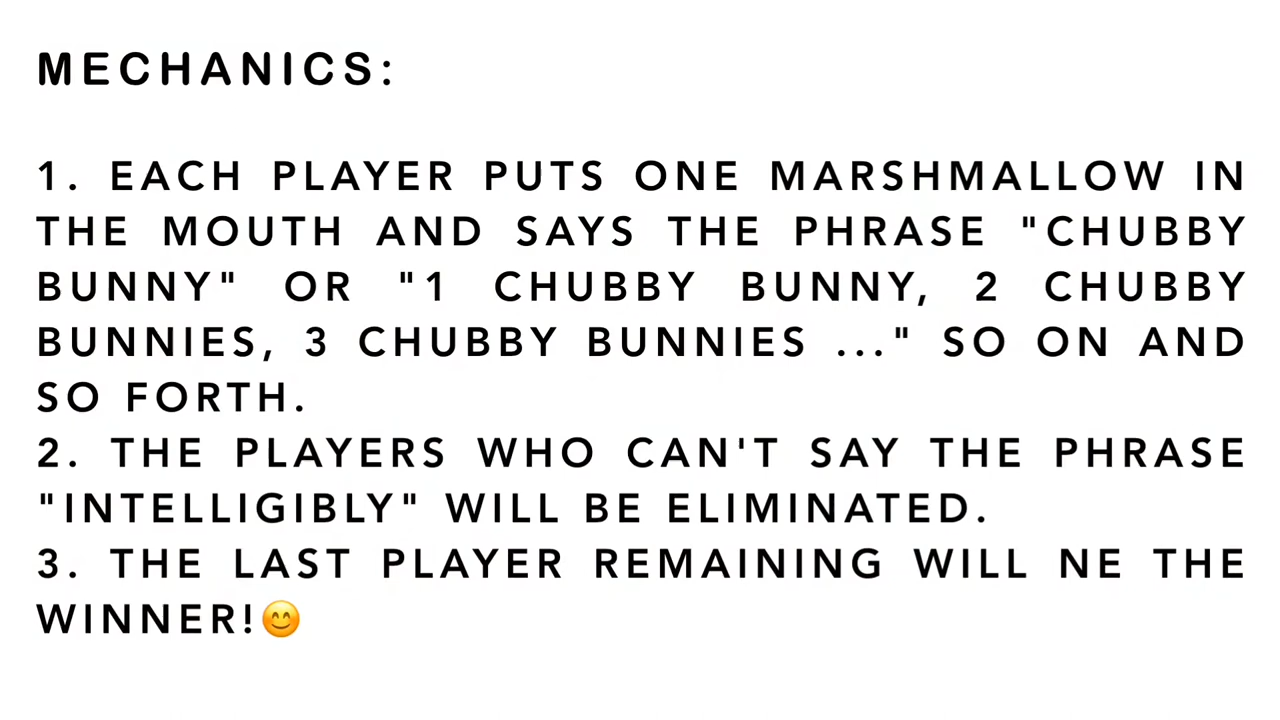 MECHANICS:
1. EACH PLAYER PUTS ONE MARSHMALLOW IN
THE MOUTH AND SAYS THE PHRASE "CHUBBY
BUNNY" OR "1 CHUBBY BUNNY, 2 CHUBBY
BUNNIES, 3 CHUBBY BUNNIES ..." SO ON AND
SO FORTH.
2. THE PLAYERS WHO CAN'T SAY THE PHRASE
"INTELLIGIBLY" WILL BE ELIMINATED.
3. THE LAST PLAYER REMAINING WILL NE THE
WINNER!😊